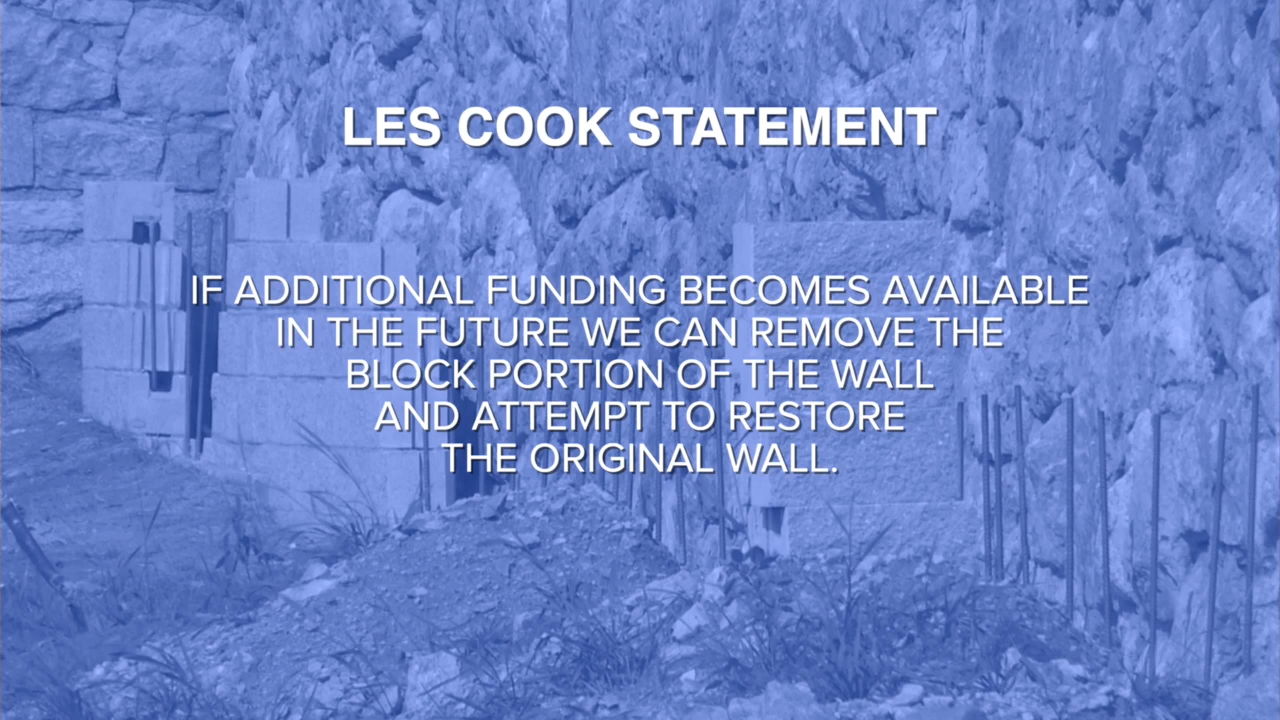 LES COOK STATEMENT
IF ADDITIONAL FUNDING BECOMES AVAILABLE
IN THE FUTURE WE CAN REMOVE THE
BLOCK PORTION OF THE WALL
AND ATTEMPT TO RESTORE
THE ORIGINAL WALL.